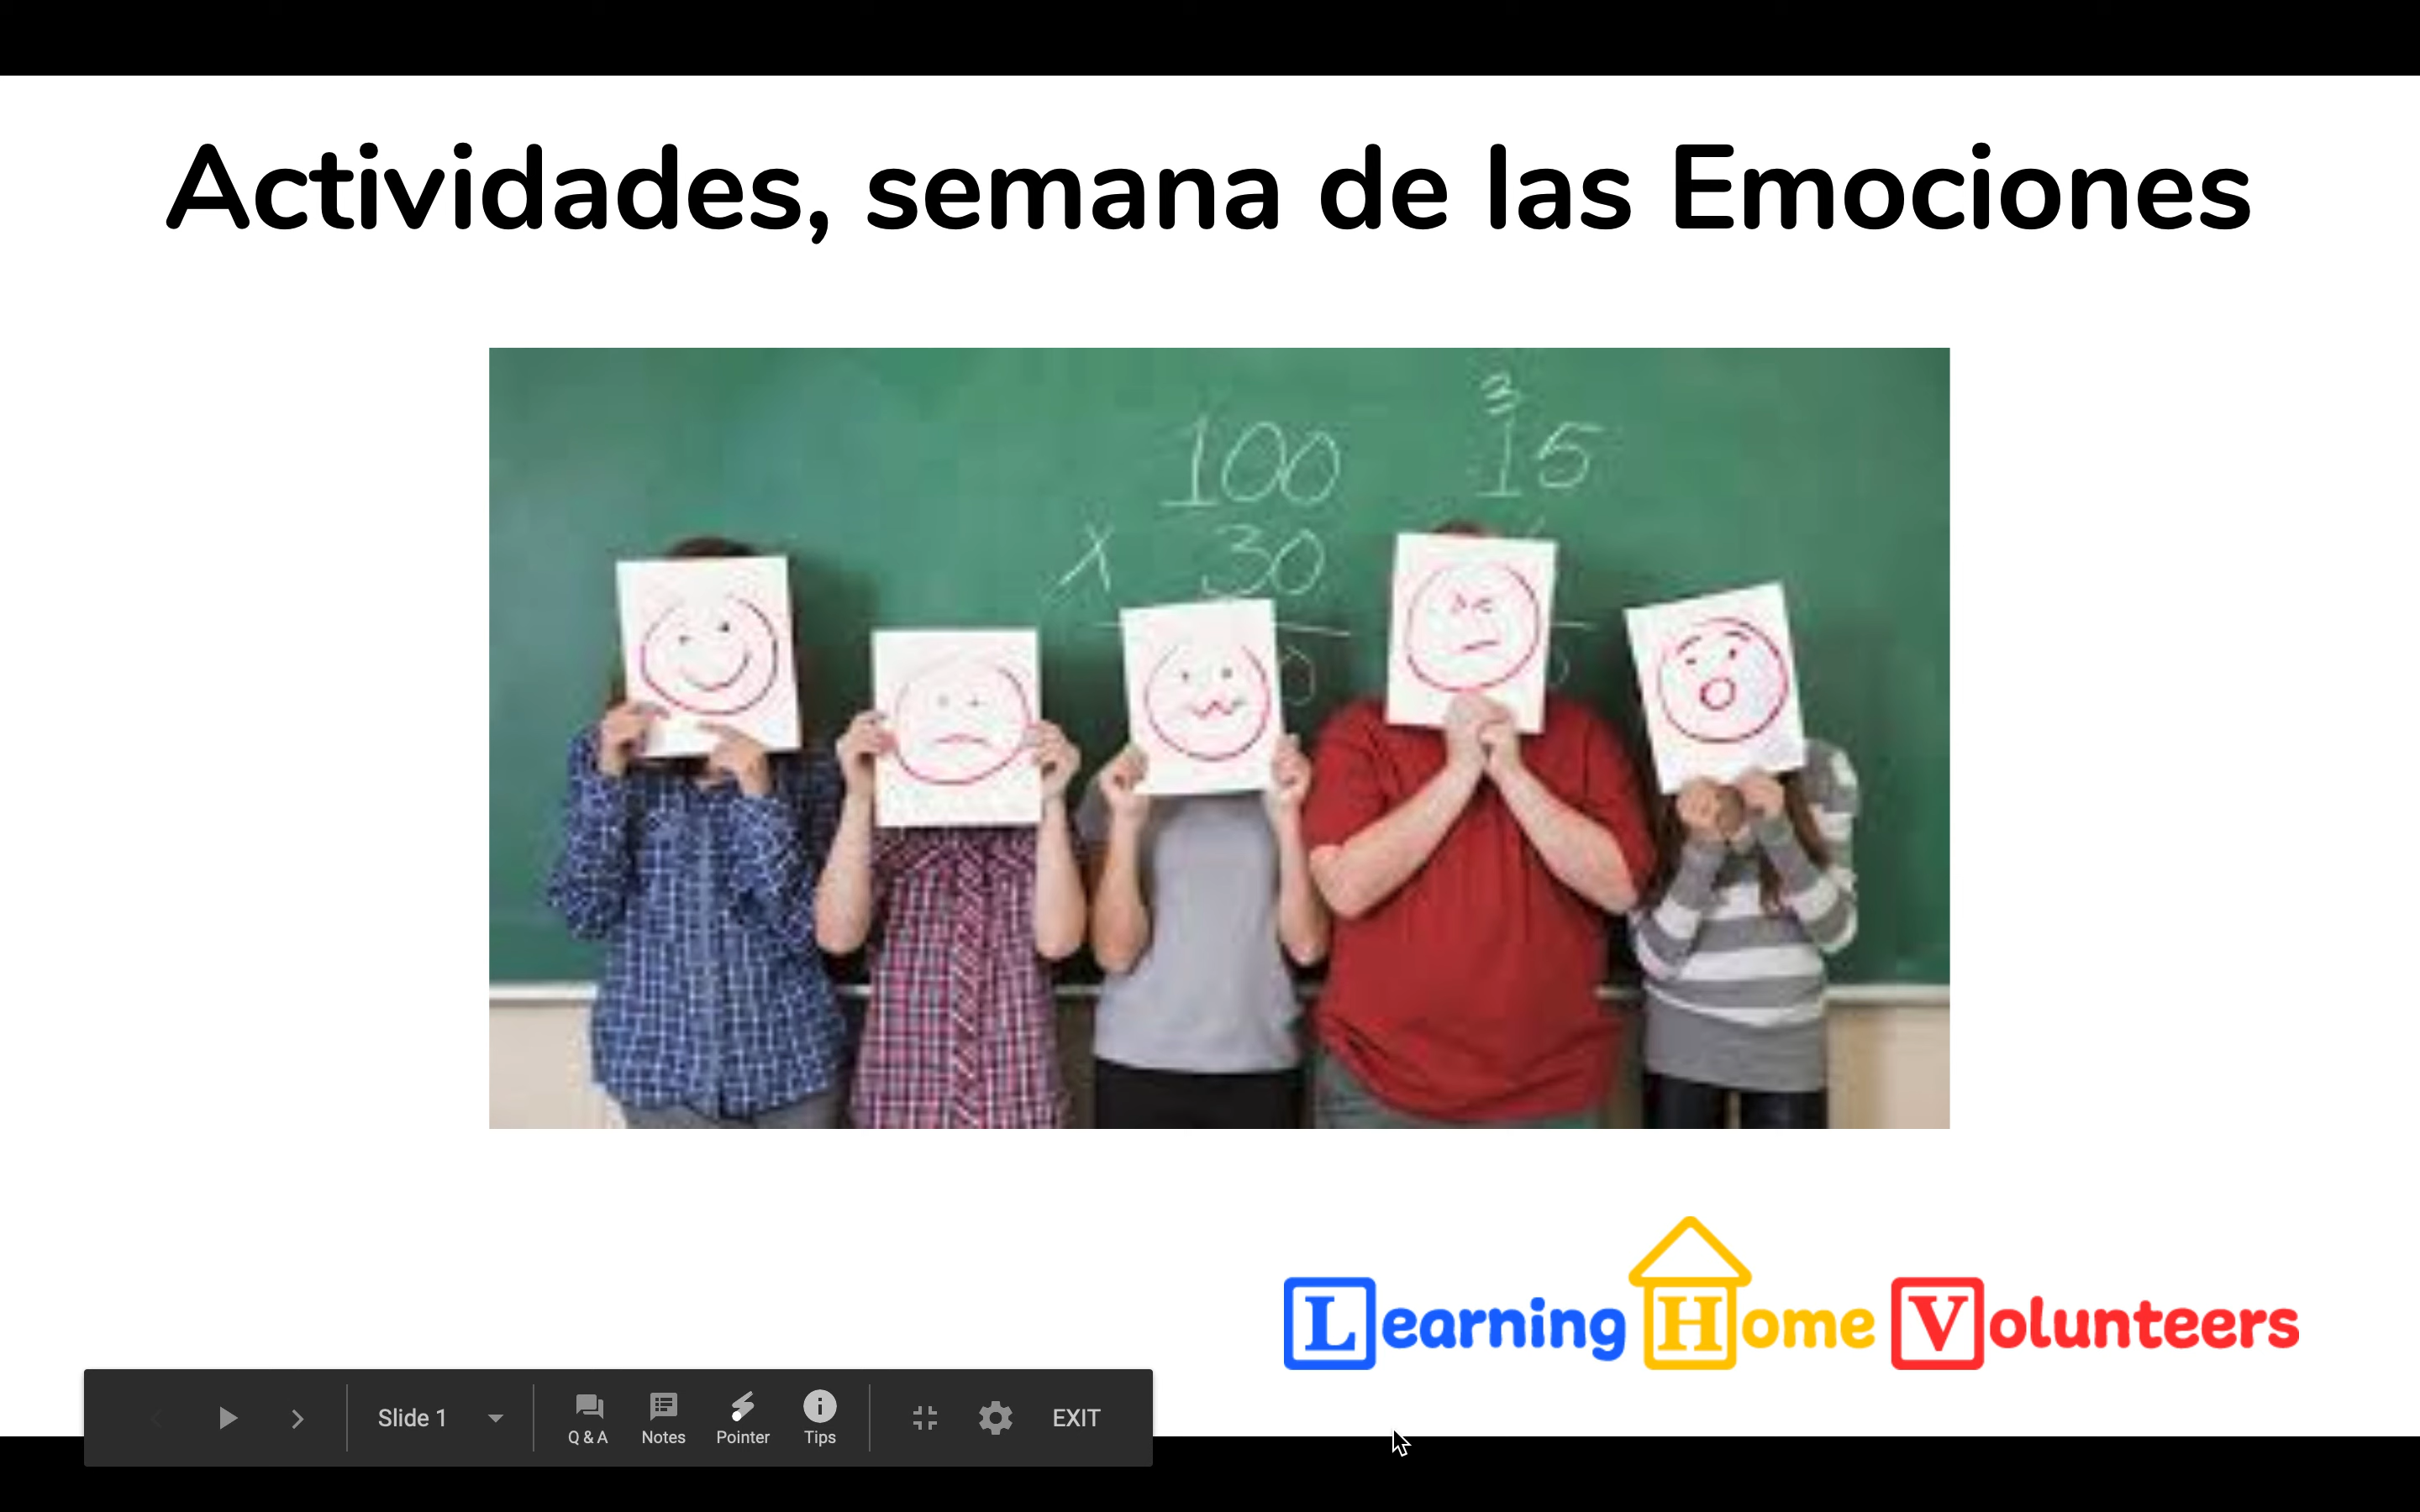 Actividades, semana de las Emociones
3
100 15
x 30
Learning Home Volunteers
Slide 1
Q & A
Notes
Pointer
Tips
EXIT